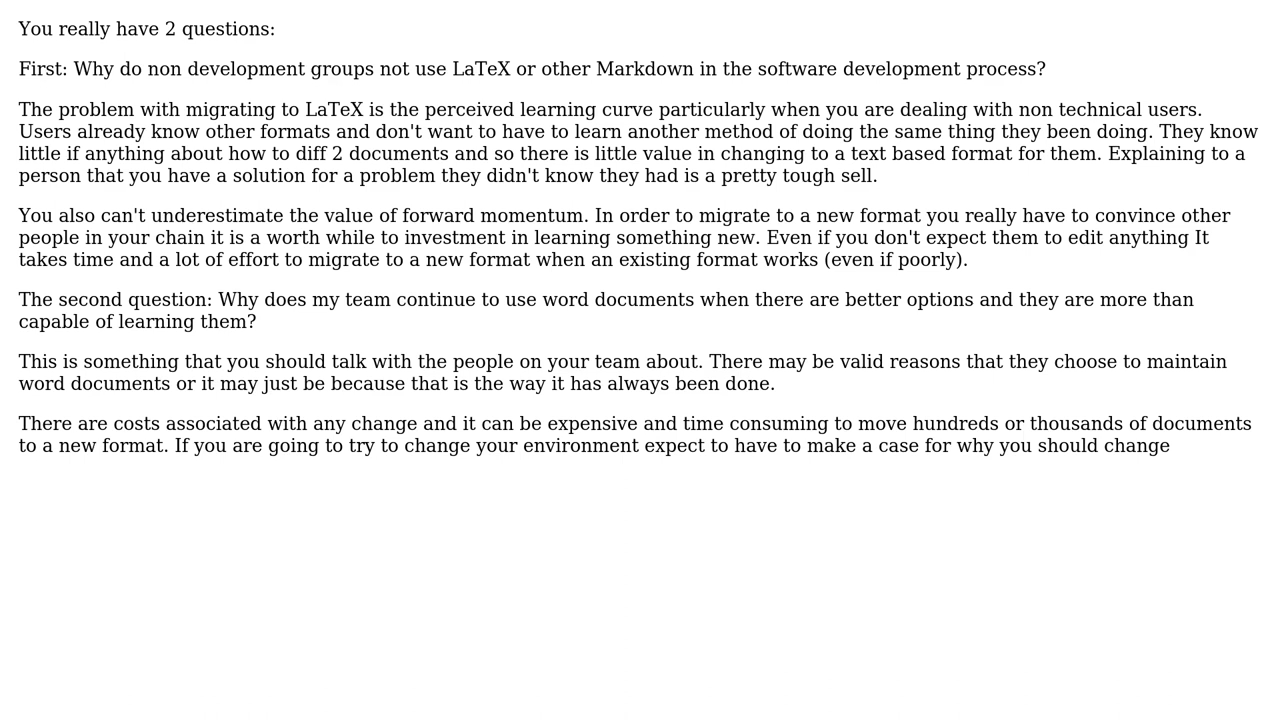 You really have 2 questions:
First: Why do non development groups not use LaTeX or other Markdown in the software development process?
The problem with migrating to LaTeX is the perceived learning curve particularly when you are dealing with non technical users.
Users already know other formats and don't want to have to learn another method of doing the same thing they been doing. They know
little if anything about how to diff 2 documents and so there is little value in changing to a text based format for them. Explaining to a
person that you have a solution for a problem they didn't know they had is a pretty tough sell.
You also can't underestimate the value of forward momentum. In order to migrate to a new format you really have to convince other
people in your chain it is a worth while to investment in learning something new. Even if you don't expect them to edit anything It
takes time and a lot of effort to migrate to a new format when an existing format works (even if poorly).
The second question: Why does my team continue to use word documents when there are better options and they are more than
capable of learning them?
This is something that you should talk with the people on your team about. There may be valid reasons that they choose to maintain
word documents or it may just be because that is the way it has always been done.
There are costs associated with any change and it can be expensive and time consuming to move hundreds or thousands of documents
to a new format. If you are going to try to change your environment expect to have to make a case for why you should change